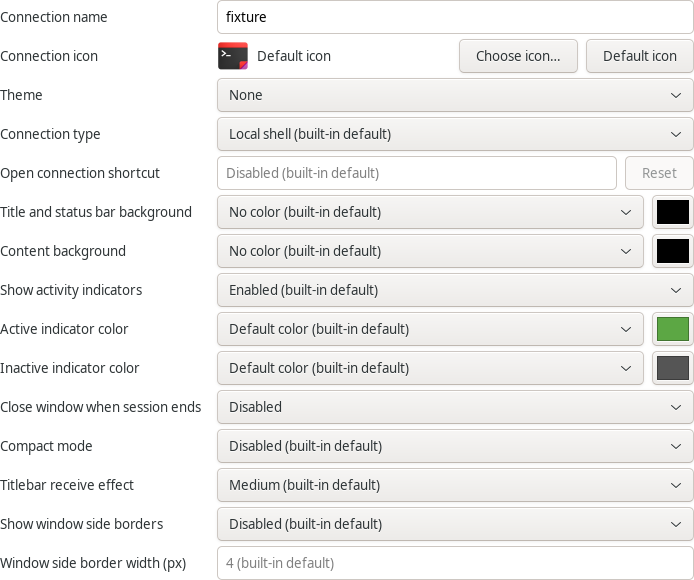 Connection name fixture
Connection icon Default icon Choose icon... Default icon
Theme None
Connection type Local shell (built-in default)
Open connection shortcut Disabled (built-in default) Reset
Title and status bar background No color (built-in default)
Content background No color (built-in default)
Show activity indicators Enabled (built-in default)
Active indicator color Default color (built-in default)
Inactive indicator color Default color (built-in default)
Close window when session ends Disabled
Compact mode Disabled (built-in default)
Titlebar receive effect Medium (built-in default)
Show window side borders Disabled (built-in default)
Window side border width (px) 4 (built-in default)